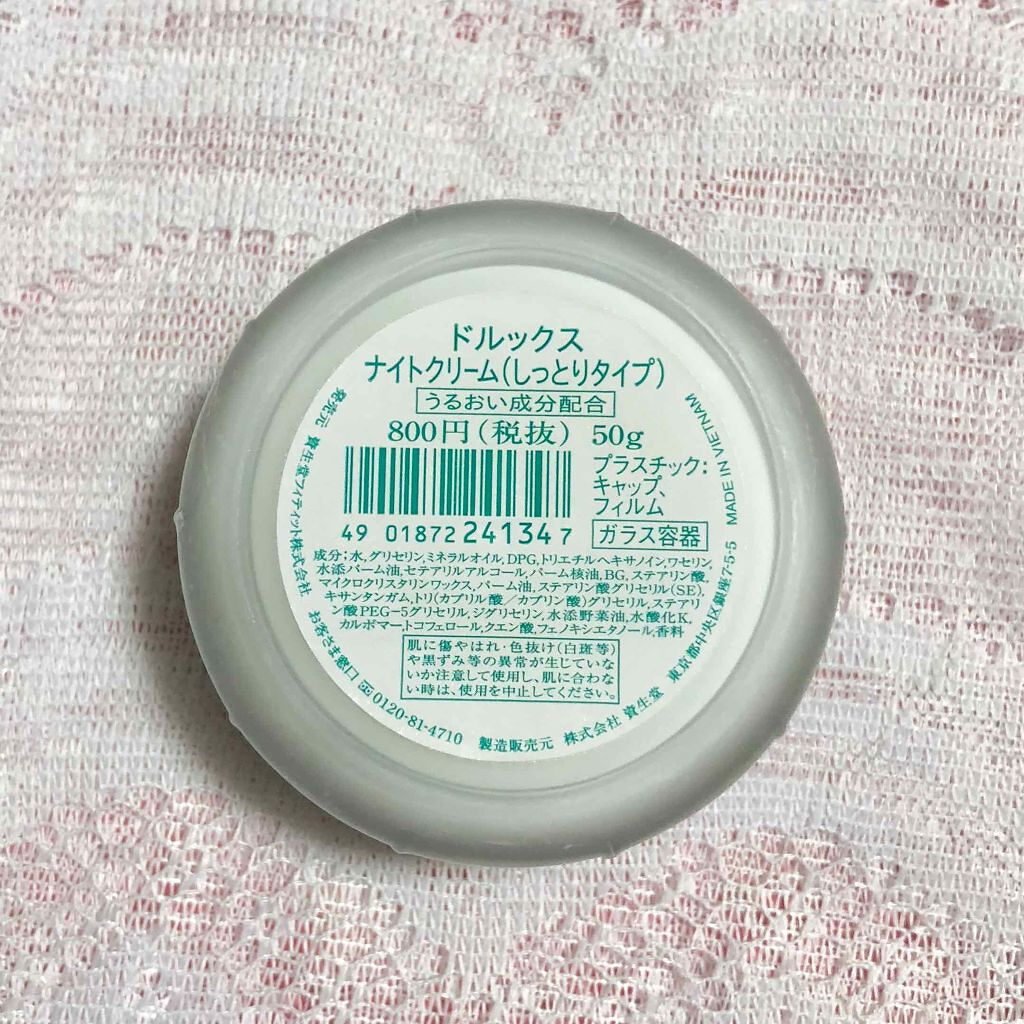 ドルックス
ナイトクリーム(しっとりタイプ)
うるおい成分配合
800円(税抜) 50g
プラスチック:
キャップ、
フィルム
ガラス容器
49 01872 24134 7
成分:水,グリセリン,ミネラルオイル,DPG,トリエチルヘキサノイン,ワセリン,
水添パーム油,セテアリルアルコール,パーム核油,BG,ステアリン酸,
マイクロクリスタリンワックス,パーム油,ステアリン酸グリセリル(SE),
キサンタンガム,トリ(カプリル酸/カプリン酸)グリセリル,ステアリ
ン酸PEG-5グリセリル,ジグリセリン,水添野菜油,水酸化K,
カルボマー,トコフェロール,クエン酸,フェノキシエタノール,香料
肌に傷やはれ・色抜け(白斑等)
や黒ずみ等の異常が生じていな
いか注意して使用し、肌に合わな
い時は、使用を中止してください。
発売元 資生堂フィティット株式会社 お客さま窓口 0120-81-4710
製造販売元 株式会社 資生堂 東京都中央区銀座7-5-5 MADE IN VIETNAM